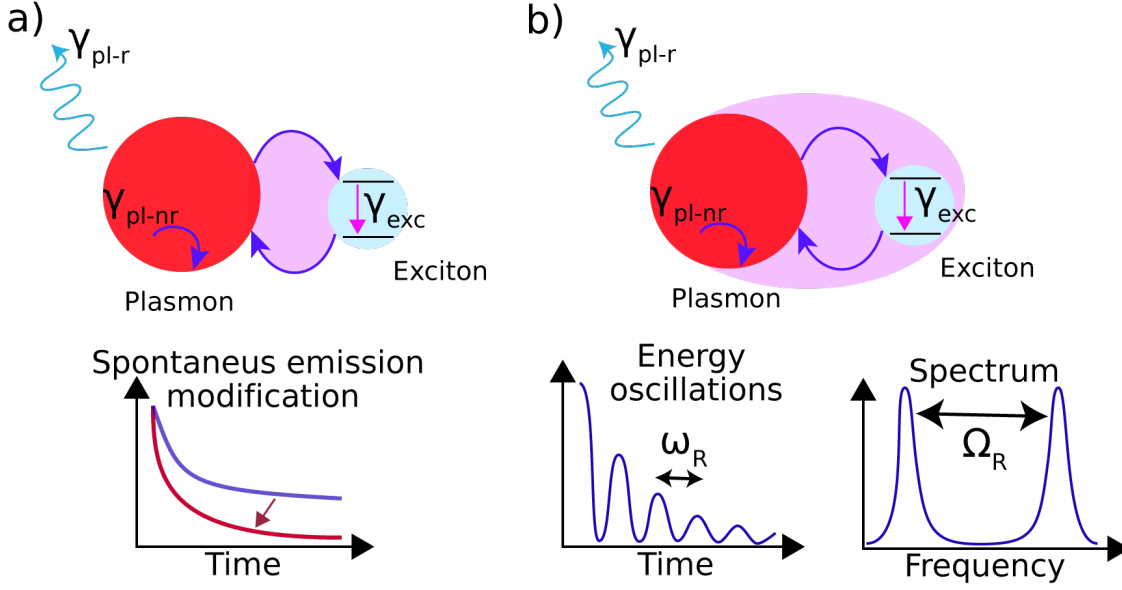 a)
γpl-r
γpl-nr
γexc
Exciton
Plasmon
Spontaneus emission
modification
Time
b)
γpl-r
γpl-nr
γexc
Exciton
Plasmon
Energy
oscillations
ωR
Time
Spectrum
ΩR
Frequency